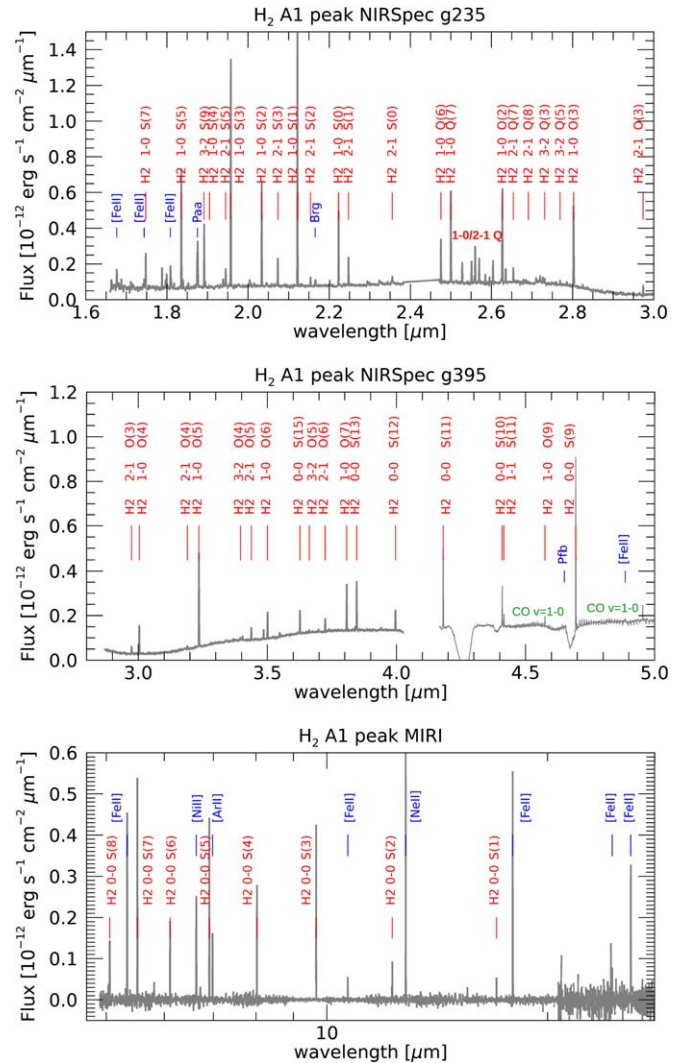 H₂ A1 peak NIRSpec g235
Flux [10⁻¹² erg s⁻¹ cm⁻² μm⁻¹]
1.4
1.2
1.0
0.8
0.6
0.4
0.2
0.0
[FeII]
H2 1-0 S(7)
[FeII]
[FeII]
H2 1-0 S(5)
Paa
H2 3-2 S(9)
H2 1-0 S(4)
H2 2-1 S(5)
H2 1-0 S(3)
H2 1-0 S(2)
H2 2-1 S(3)
H2 1-0 S(1)
H2 2-1 S(2)
Brg
H2 1-0 S(0)
H2 2-1 S(1)
H2 2-1 S(0)
H2 1-0 Q(6)
H2 1-0 Q(7)
1-0/2-1 Q
H2 1-0 O(2)
H2 2-1 Q(7)
H2 2-1 Q(8)
H2 3-2 Q(3)
H2 3-2 Q(5)
H2 1-0 O(3)
H2 2-1 O(3)
1.6 1.8 2.0 2.2 2.4 2.6 2.8 3.0
wavelength [μm]
H₂ A1 peak NIRSpec g395
Flux [10⁻¹² erg s⁻¹ cm⁻² μm⁻¹]
1.2
1.0
0.8
0.6
0.4
0.2
0.0
H2 2-1 O(3)
H2 1-0 O(4)
H2 2-1 O(4)
H2 1-0 O(5)
H2 3-2 O(4)
H2 2-1 O(5)
H2 1-0 O(6)
H2 0-0 S(15)
H2 3-2 O(5)
H2 2-1 O(6)
H2 1-0 O(7)
H2 0-0 S(13)
H2 0-0 S(12)
H2 0-0 S(11)
H2 0-0 S(10)
H2 1-1 S(11)
H2 1-0 O(9)
H2 0-0 S(9)
Pfb
[FeII]
CO v=1-0
CO v=1-0
3.0 3.5 4.0 4.5 5.0
wavelength [μm]
H₂ A1 peak MIRI
Flux [10⁻¹² erg s⁻¹ cm⁻² μm⁻¹]
0.6
0.5
0.4
0.3
0.2
0.1
0.0
H2 0-0 S(8)
[FeII]
H2 0-0 S(7)
H2 0-0 S(6)
[NiII]
H2 0-0 S(5)
[ArII]
H2 0-0 S(4)
H2 0-0 S(3)
[FeII]
H2 0-0 S(2)
[NeII]
H2 0-0 S(1)
[FeII]
[FeII]
[FeII]
10
wavelength [μm]